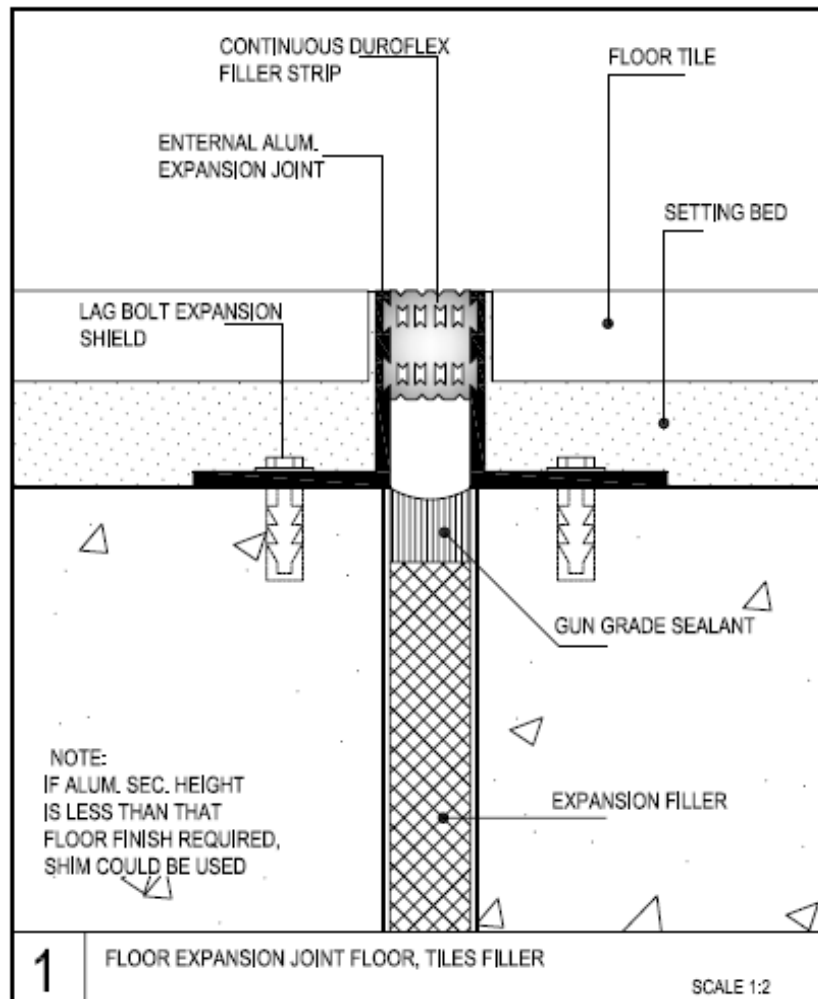 CONTINUOUS DUROFLEX
FILLER STRIP
FLOOR TILE
ENTERNAL ALUM.
EXPANSION JOINT
SETTING BED
LAG BOLT EXPANSION
SHIELD
GUN GRADE SEALANT
NOTE:
IF ALUM. SEC. HEIGHT
IS LESS THAN THAT
FLOOR FINISH REQUIRED,
SHIM COULD BE USED
EXPANSION FILLER
1
FLOOR EXPANSION JOINT FLOOR, TILES FILLER
SCALE 1:2